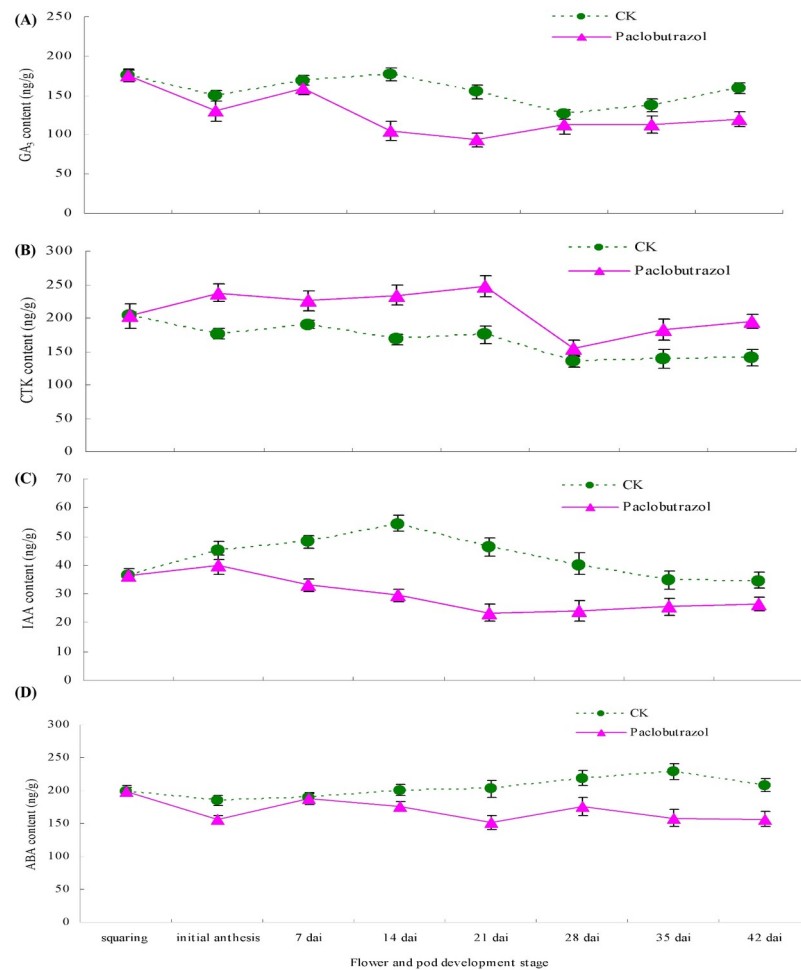 (A)
CK
Paclobutrazol
250
200
150
100
50
0
GA3 content (ng/g)
(B)
CK
Paclobutrazol
300
250
200
150
100
50
0
CTK content (ng/g)
(C)
CK
Paclobutrazol
70
60
50
40
30
20
10
0
IAA content (ng/g)
(D)
CK
Paclobutrazol
300
250
200
150
100
50
0
ABA content (ng/g)
squaring initial anthesis 7 dai 14 dai 21 dai 28 dai 35 dai 42 dai
Flower and pod development stage